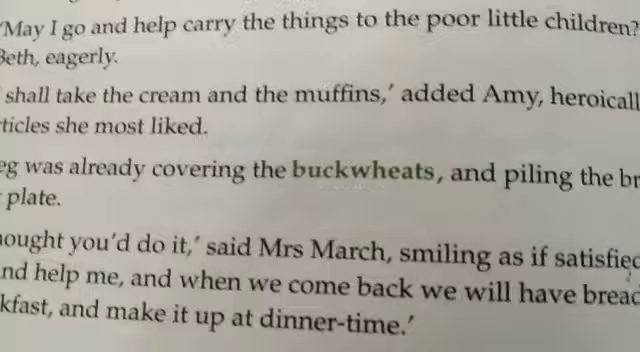 'May I go and help carry the things to the poor little children?
Beth, eagerly.
shall take the cream and the muffins,' added Amy, heroicall
ticles she most liked.
eg was already covering the buckwheats, and piling the br
plate.
ought you'd do it,' said Mrs March, smiling as if satisfied
nd help me, and when we come back we will have bread
kfast, and make it up at dinner-time.'